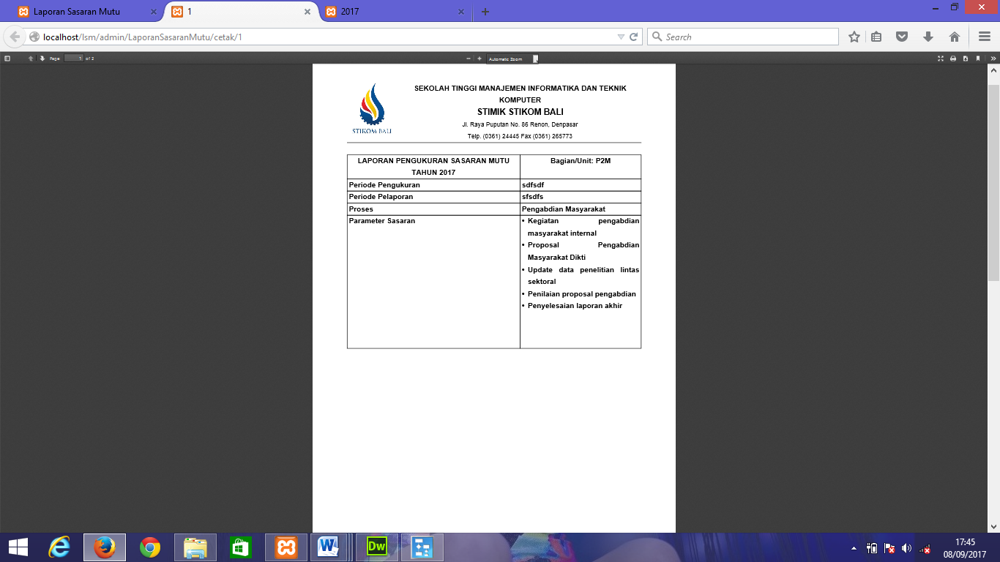 Laporan Sasaran Mutu
1
2017
localhost/lsm/admin/LaporanSasaranMutu/cetak/1
Search
Page: 1 of 2
Automatic Zoom
SEKOLAH TINGGI MANAJEMEN INFORMATIKA DAN TEKNIK
KOMPUTER
STIMIK STIKOM BALI
Jl. Raya Puputan No. 86 Renon, Denpasar
Telp. (0361) 24445 Fax (0361) 265773
STIKOM BALI
LAPORAN PENGUKURAN SASARAN MUTU
TAHUN 2017
Bagian/Unit: P2M
Periode Pengukuran
sdfsdf
Periode Pelaporan
sfsdfs
Proses
Pengabdian Masyarakat
Parameter Sasaran
• Kegiatan pengabdian
masyarakat internal
• Proposal Pengabdian
Masyarakat Dikti
• Update data penelitian lintas
sektoral
• Penilaian proposal pengabdian
• Penyelesaian laporan akhir
Dw
17:45
08/09/2017